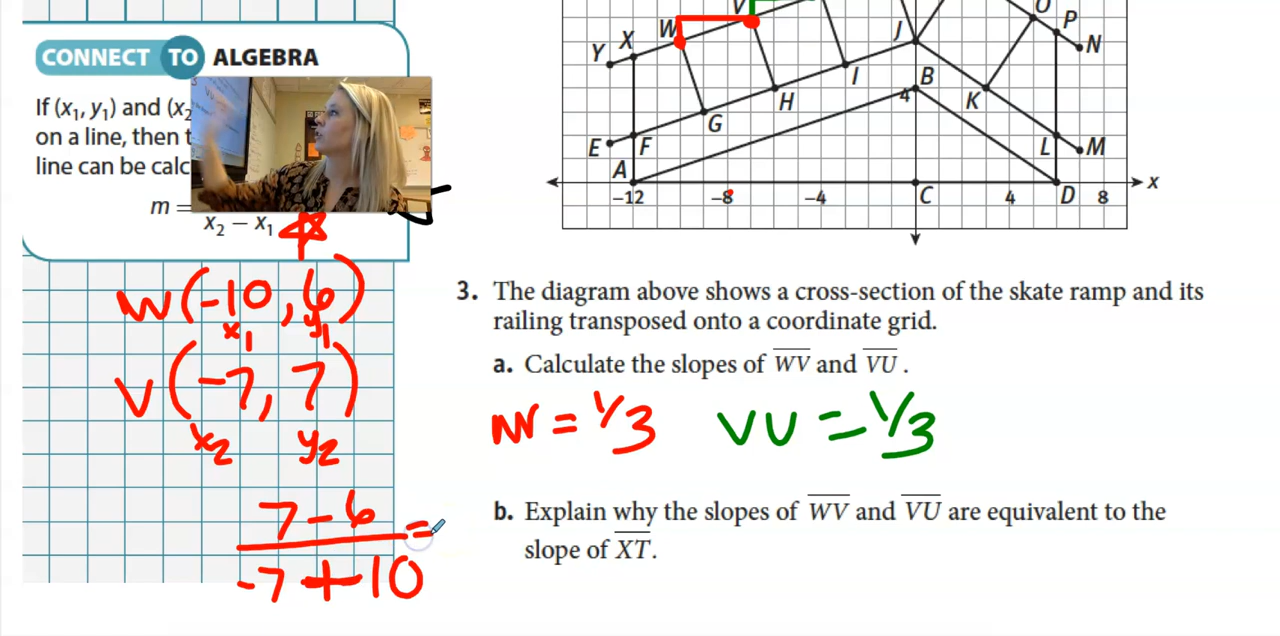 CONNECT TO ALGEBRA
If (x₁, y₁) and (x₂
on a line, then t
line can be calc
m =
x₂ − x₁
W (-10, 6)
x₁ y₁
V (-7, 7)
x₂ y₂
7 - 6 =
-7 + 10
W V U O P
Y X J N
B
I
4
H K
G
E F L M
A
-12 -8 -4 C 4 D 8 x
3. The diagram above shows a cross-section of the skate ramp and its
railing transposed onto a coordinate grid.
a. Calculate the slopes of WV and VU.
WV = 1/3 VU = 1/3
b. Explain why the slopes of WV and VU are equivalent to the
slope of XT.